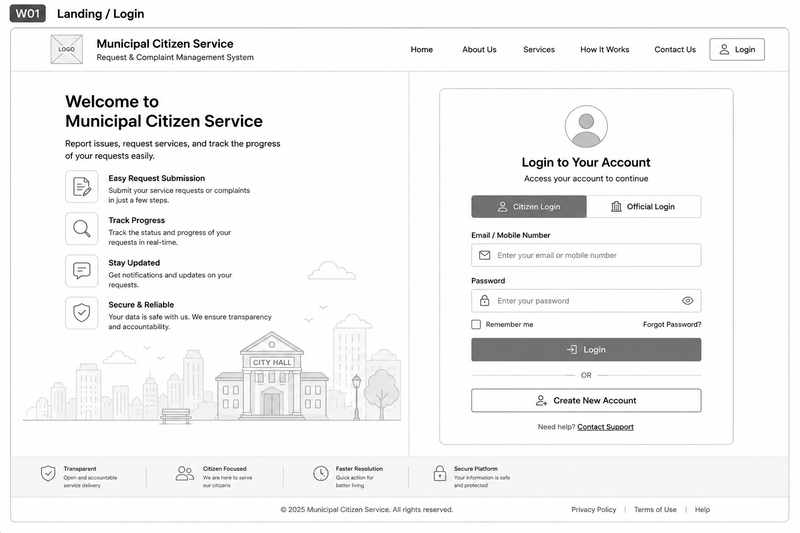 W01 Landing / Login
LOGO
Municipal Citizen Service
Request & Complaint Management System
Home About Us Services How It Works Contact Us Login
Welcome to
Municipal Citizen Service
Report issues, request services, and track the progress
of your requests easily.
Easy Request Submission
Submit your service requests or complaints
in just a few steps.
Track Progress
Track the status and progress of your
requests in real-time.
Stay Updated
Get notifications and updates on your
requests.
Secure & Reliable
Your data is safe with us. We ensure transparency
and accountability.
CITY HALL
Login to Your Account
Access your account to continue
Citizen Login Official Login
Email / Mobile Number
Enter your email or mobile number
Password
Enter your password
Remember me Forgot Password?
Login
OR
Create New Account
Need help? Contact Support
Transparent
Open and accountable
service delivery
Citizen Focused
We are here to serve
our citizens
Faster Resolution
Quick action for
better living
Secure Platform
Your information is safe
and protected
© 2025 Municipal Citizen Service. All rights reserved.
Privacy Policy | Terms of Use | Help